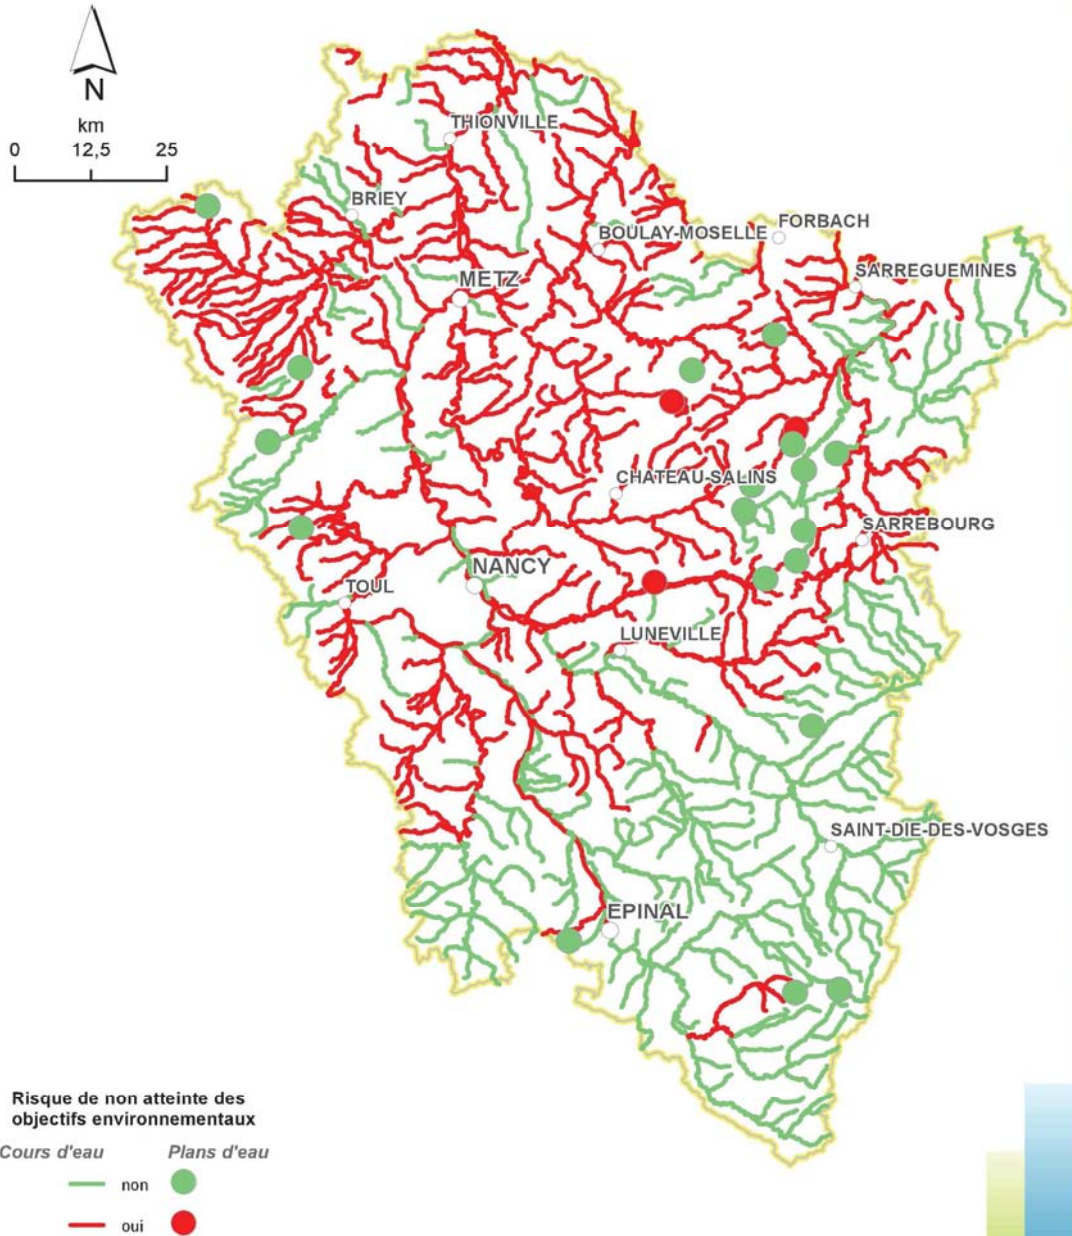 N
km
0 12,5 25
THIONVILLE
BRIEY
FORBACH
BOULAY-MOSELLE
SARREGUEMINES
METZ
CHATEAU-SALINS
SARREBOURG
NANCY
TOUL
LUNEVILLE
SAINT-DIE-DES-VOSGES
EPINAL
Risque de non atteinte des
objectifs environnementaux
Cours d'eau Plans d'eau
non
oui